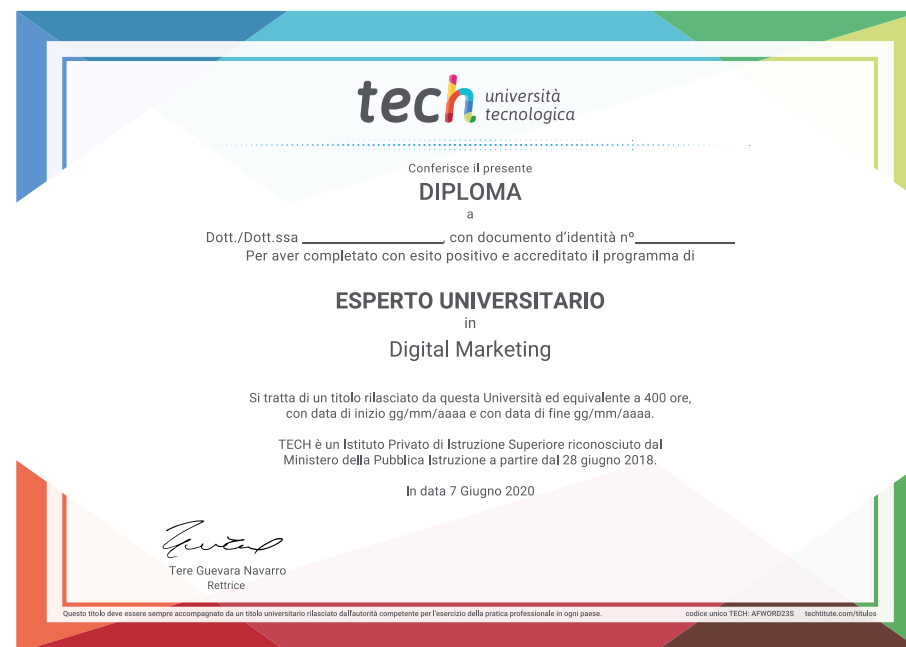 tech università
tecnologica
Conferisce il presente
DIPLOMA
a
Dott./Dott.ssa ____________________, con documento d'identità nº______________
Per aver completato con esito positivo e accreditato il programma di
ESPERTO UNIVERSITARIO
in
Digital Marketing
Si tratta di un titolo rilasciato da questa Università ed equivalente a 400 ore,
con data di inizio gg/mm/aaaa e con data di fine gg/mm/aaaa.
TECH è un Istituto Privato di Istruzione Superiore riconosciuto dal
Ministero della Pubblica Istruzione a partire dal 28 giugno 2018.
In data 7 Giugno 2020
Tere Guevara Navarro
Rettrice
Questo titolo deve essere sempre accompagnato da un titolo universitario rilasciato dall'autorità competente per l'esercizio della pratica professionale in ogni paese. codice unico TECH: AFWORD23S techtitute.com/títulos